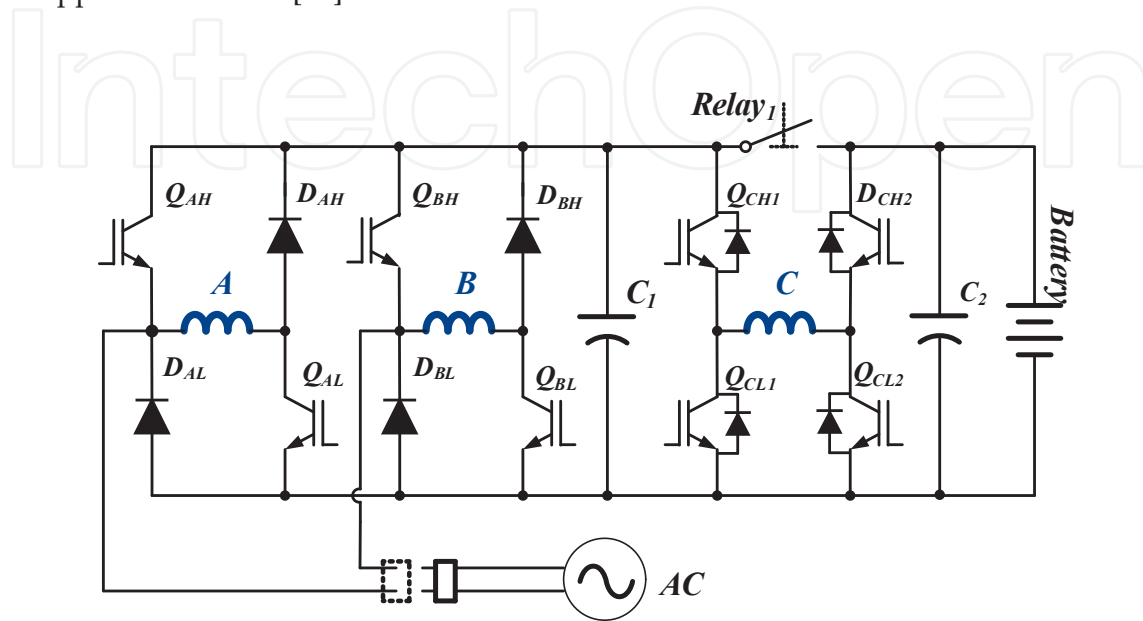 IntechOpen
Relay1
QAH
DAH
QBH
DBH
QCH1
DCH2
Battery
A
B
C1
C
C2
DAL
QAL
DBL
QBL
QCL1
QCL2
AC